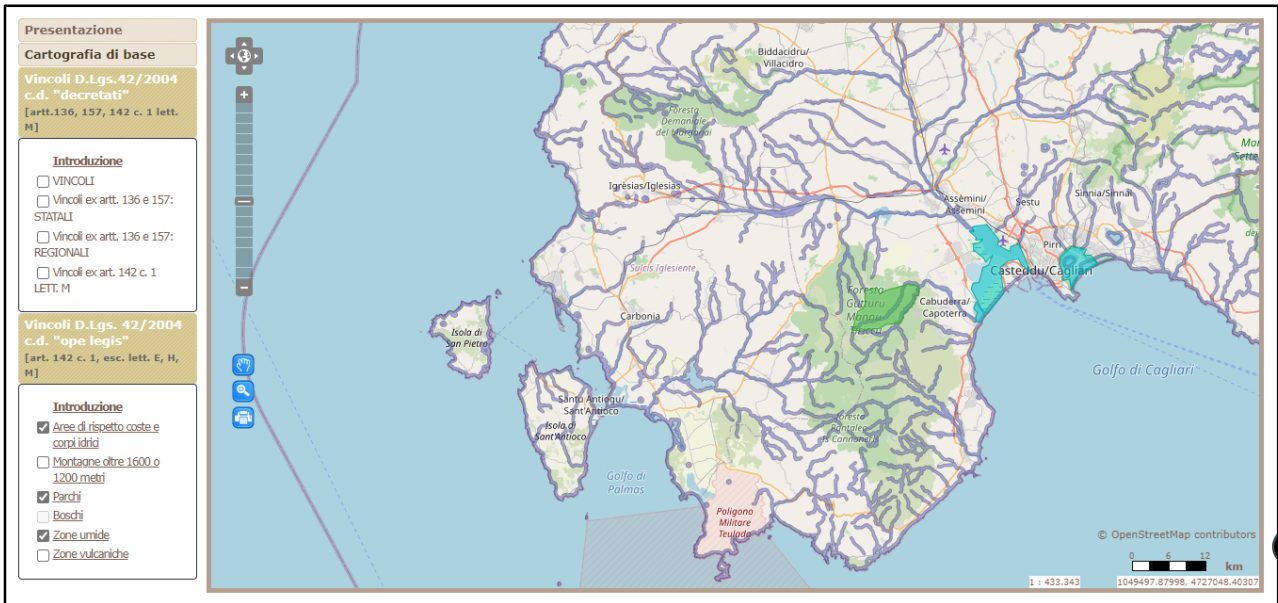 Presentazione
Cartografia di base
Vincoli D.Lgs.42/2004
c.d. "decretati"
[artt.136, 157, 142 c. 1 lett.
M]
Introduzione
VINCOLI
Vincoli ex artt. 136 e 157:
STATALI
Vincoli ex artt. 136 e 157:
REGIONALI
Vincoli ex art. 142 c. 1
LETT. M
Vincoli D.Lgs. 42/2004
c.d. "ope legis"
[art. 142 c. 1, esc. lett. E, H,
M]
Introduzione
Aree di rispetto coste e
corpi idrici
Montagne oltre 1600 o
1200 metri
Parchi
Boschi
Zone umide
Zone vulcaniche
Biddacidru/
Villacidro
Foresta
Demaniale
del Marganai
Igrèsias/Iglesias
Assèmini/
Assemini
Sestu
Sinnia/Sinnai
Pirri
Casteddu/Cagliari
Sulcis Iglesiente
Foresta
Gutturu
Mannu
Cabuderra/
Capoterra
Carbonia
Isola di
San Pietro
Santu Antiogu/
Sant'Antioco
Isola di
Sant'Antioco
Foresta
Pantaleo
Is Cannoneris
Golfo di Cagliari
Golfo di
Palmas
Poligono
Militare
Teulada
© OpenStreetMap contributors
0 6 12
km
1 : 433.343
1049497.87998, 4727048.40307